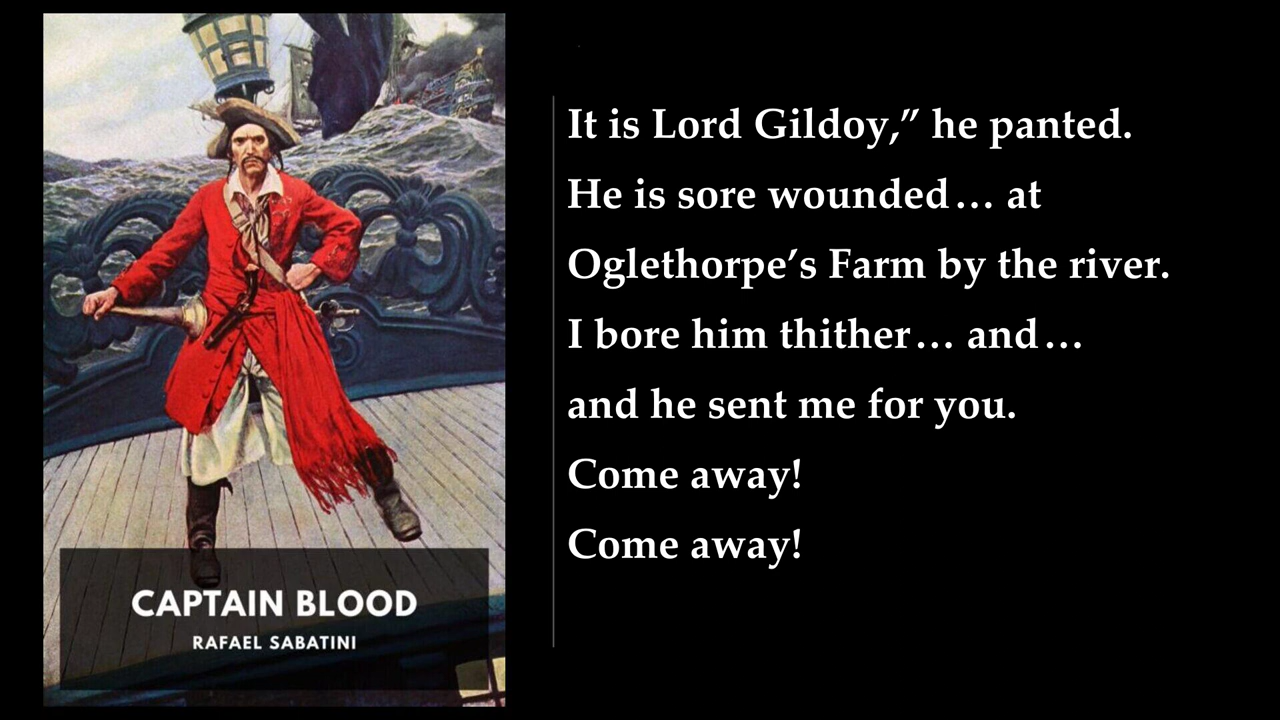 It is Lord Gildoy,” he panted.
He is sore wounded… at
Oglethorpe’s Farm by the river.
I bore him thither… and…
and he sent me for you.
Come away!
Come away!
CAPTAIN BLOOD
RAFAEL SABATINI